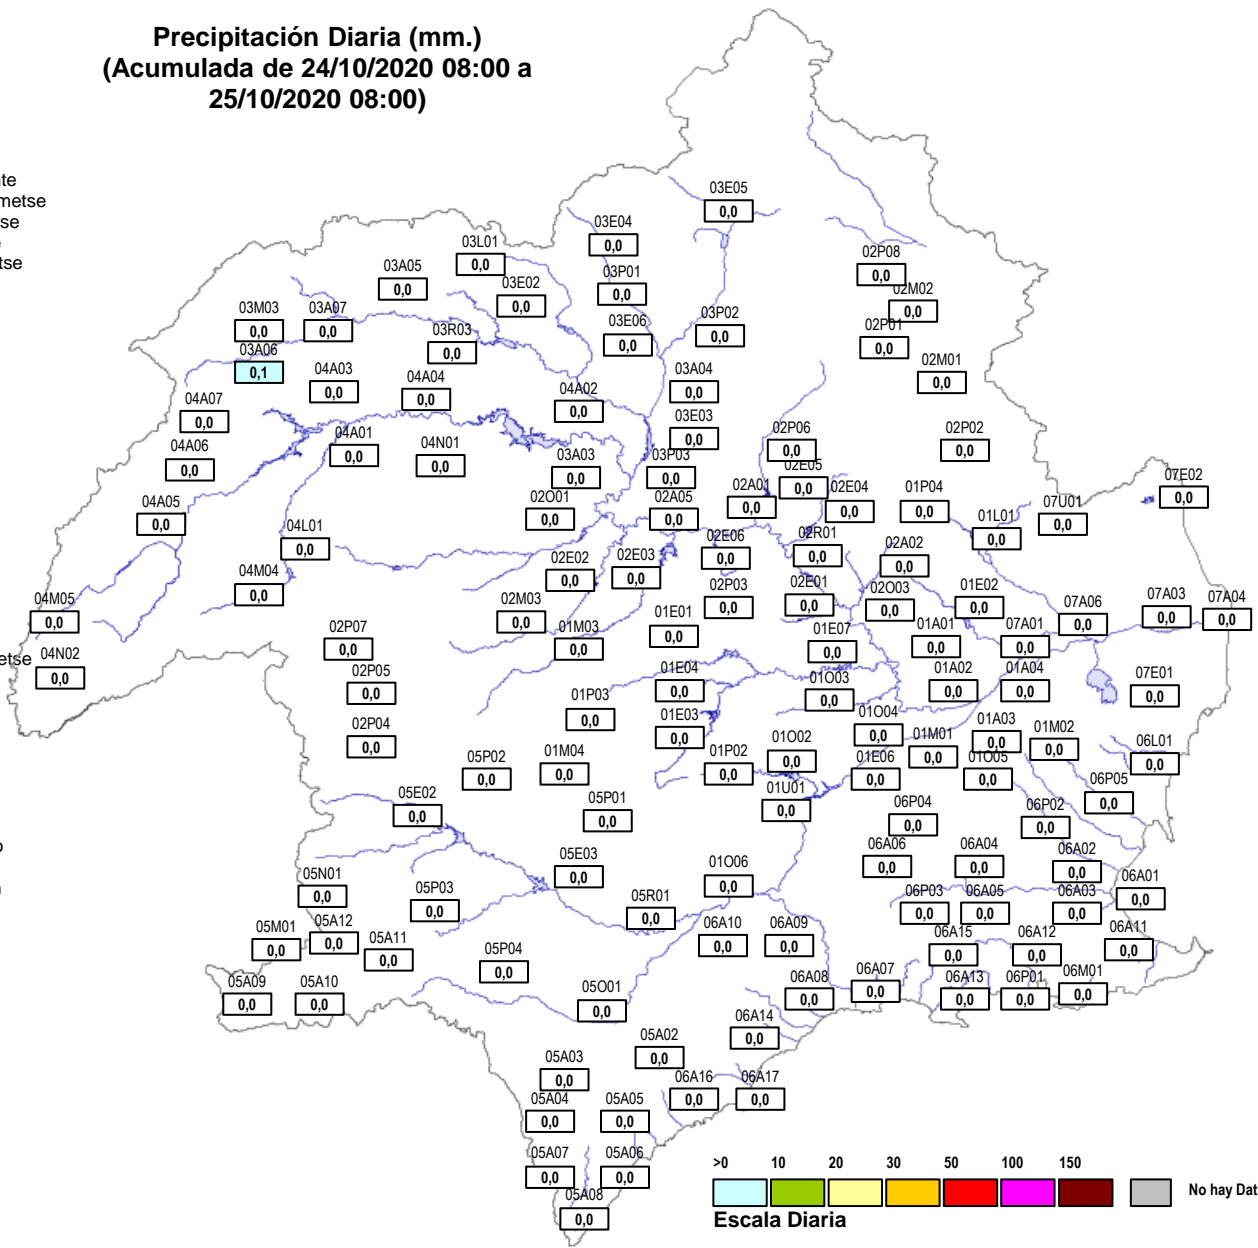 Precipitación Diaria (mm.)
(Acumulada de 24/10/2020 08:00 a
25/10/2020 08:00)
te
metse
se
tse
etse
03E05
0,0
03E04
0,0
03L01
0,0
02P08
0,0
03A05
0,0
03P01
0,0
03E02
0,0
02M02
0,0
03M03
0,0
03A07
0,0
03P02
0,0
03E06
0,0
02P01
0,0
03R03
0,0
03A06
0,1
02M01
0,0
04A03
0,0
03A04
0,0
04A04
0,0
04A02
0,0
04A07
0,0
03E03
0,0
02P06
0,0
02P02
0,0
04A01
0,0
04N01
0,0
04A06
0,0
03A03
0,0
03P03
0,0
02E05
0,0
07E02
0,0
02A01
0,0
02E04
0,0
01P04
0,0
04A05
0,0
02O01
0,0
02A05
0,0
07U01
0,0
01L01
0,0
04L01
0,0
02E06
0,0
02R01
0,0
02A02
0,0
02E02
0,0
02E03
0,0
04M04
0,0
02P03
0,0
02E01
0,0
02O03
0,0
01E02
0,0
07A03
0,0
07A04
0,0
04M05
0,0
02M03
0,0
07A06
0,0
01E01
0,0
02P07
0,0
01M03
0,0
01E07
0,0
01A01
0,0
07A01
0,0
04N02
0,0
02P05
0,0
01E04
0,0
01O03
0,0
01A02
0,0
01A04
0,0
07E01
0,0
01P03
0,0
02P04
0,0
01E03
0,0
01O04
0,0
01A03
0,0
01M02
0,0
01M01
0,0
06L01
0,0
05P02
0,0
01M04
0,0
01P02
0,0
01O02
0,0
01E06
0,0
01O05
0,0
05E02
0,0
05P01
0,0
01U01
0,0
06P05
0,0
06P04
0,0
06P02
0,0
05E03
0,0
06A06
0,0
06A04
0,0
06A02
0,0
05N01
0,0
01O06
0,0
06A01
0,0
05P03
0,0
05R01
0,0
06P03
0,0
06A05
0,0
06A03
0,0
05M01
0,0
05A12
0,0
05A11
0,0
06A10
0,0
06A09
0,0
06A15
0,0
06A12
0,0
06A11
0,0
05P04
0,0
05A09
0,0
05A10
0,0
05O01
0,0
06A08
0,0
06A07
0,0
06A13
0,0
06P01
0,0
06M01
0,0
06A14
0,0
05A02
0,0
05A03
0,0
06A16
0,0
06A17
0,0
05A04
0,0
05A05
0,0
05A07
0,0
05A06
0,0
05A08
0,0
>0 10 20 30 50 100 150
No hay Dat
Escala Diaria